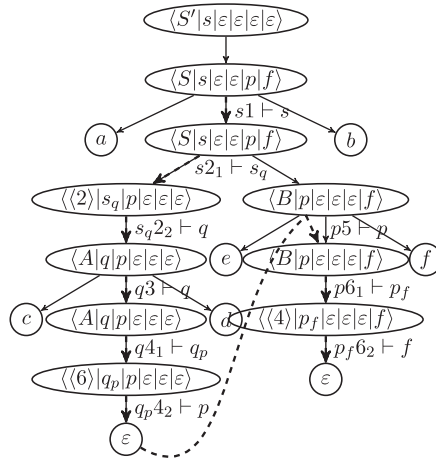 ⟨S′|s|ε|ε|ε|ε⟩
⟨S|s|ε|ε|p|f⟩
s1 ⊢ s
a
b
⟨S|s|ε|ε|p|f⟩
s2₁ ⊢ s_q
⟨⟨2⟩|s_q|p|ε|ε|ε⟩
⟨B|p|ε|ε|ε|f⟩
s_q2₂ ⊢ q
p5 ⊢ p
⟨A|q|p|ε|ε|ε⟩
e
⟨B|p|ε|ε|ε|f⟩
f
q3 ⊢ q
p6₁ ⊢ p_f
c
⟨A|q|p|ε|ε|ε⟩
d
⟨⟨4⟩|p_f|ε|ε|ε|f⟩
q4₁ ⊢ q_p
p_f6₂ ⊢ f
⟨⟨6⟩|q_p|p|ε|ε|ε⟩
ε
q_p4₂ ⊢ p
ε